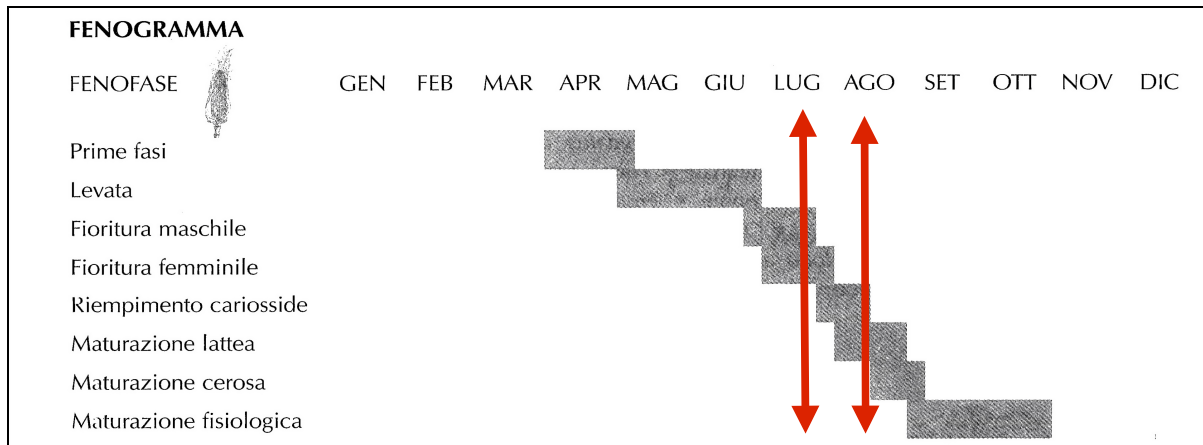 FENOGRAMMA
FENOFASE GEN FEB MAR APR MAG GIU LUG AGO SET OTT NOV DIC
Prime fasi
Levata
Fioritura maschile
Fioritura femminile
Riempimento cariosside
Maturazione lattea
Maturazione cerosa
Maturazione fisiologica